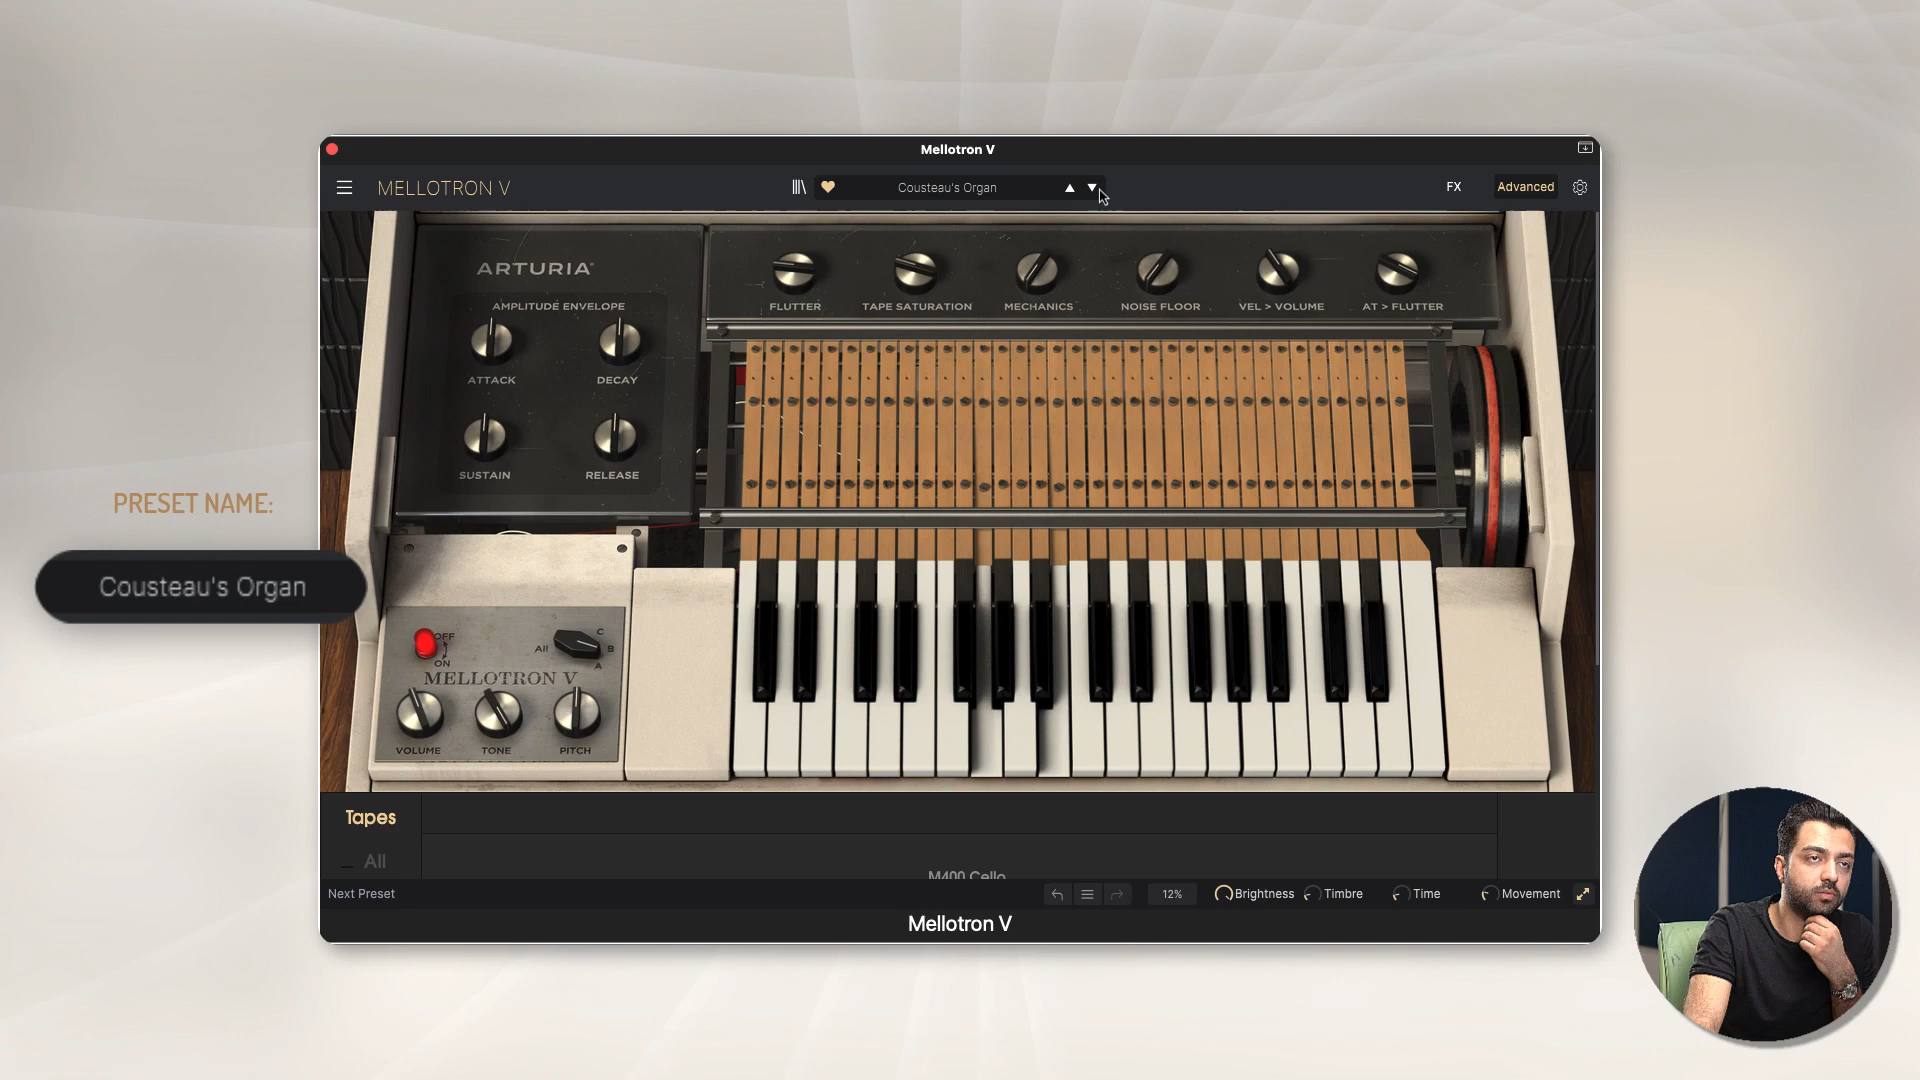 Mellotron V
MELLOTRON V
Cousteau's Organ
FX
Advanced
ARTURIA
AMPLITUDE ENVELOPE
ATTACK
DECAY
SUSTAIN
RELEASE
FLUTTER
TAPE SATURATION
MECHANICS
NOISE FLOOR
VEL > VOLUME
AT > FLUTTER
PRESET NAME:
Cousteau's Organ
OFF
ON
All
C
B
A
MELLOTRON V
VOLUME
TONE
PITCH
Tapes
All
M400 Cello
Next Preset
12%
Brightness
Timbre
Time
Movement
Mellotron V